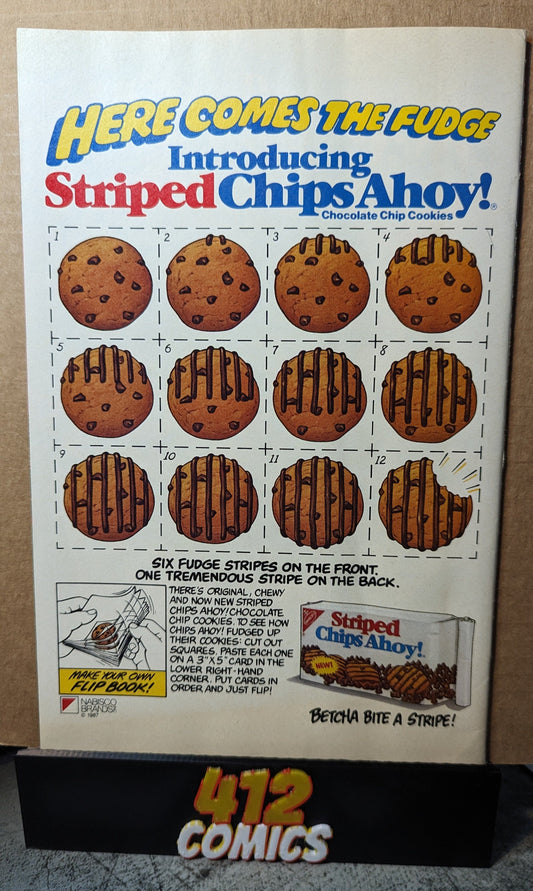 HERE COMES THE FUDGE
Introducing
Striped Chips Ahoy!®
Chocolate Chip Cookies
1 2 3 4
5 6 7 8
9 10 11 12
SIX FUDGE STRIPES ON THE FRONT.
ONE TREMENDOUS STRIPE ON THE BACK.
MAKE YOUR OWN
FLIP BOOK!
NABISCO
BRANDS
© 1987
THERE'S ORIGINAL, CHEWY
AND NOW NEW STRIPED
CHIPS AHOY! CHOCOLATE
CHIP COOKIES. TO SEE HOW
CHIPS AHOY! FUDGED UP
THEIR COOKIES: CUT OUT
SQUARES. PASTE EACH ONE
ON A 3" X 5" CARD IN THE
LOWER RIGHT-HAND
CORNER. PUT CARDS IN
ORDER AND JUST FLIP!
Striped
Chips Ahoy!
NEW!
BETCHA BITE A STRIPE!
412
COMICS